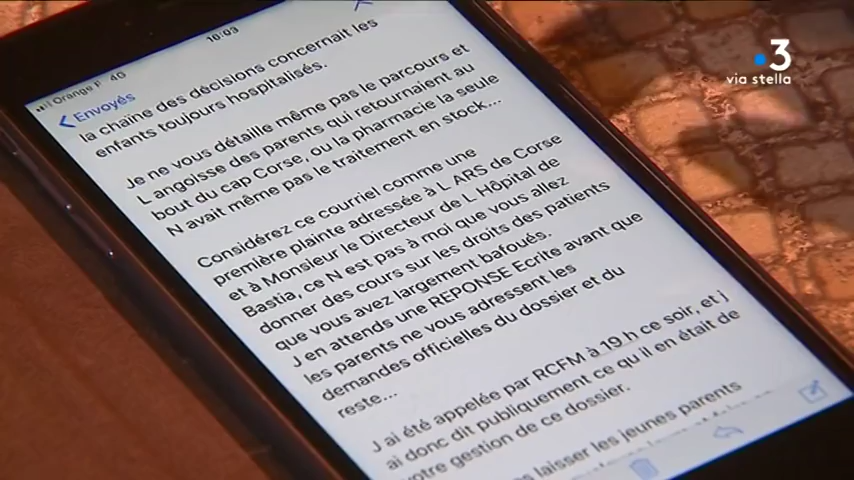 16:03
Orange F 4G
Envoyés
la chaîne des décisions concernait les
enfants toujours hospitalisés.
Je ne vous détaille même pas le parcours et
L angoisse des parents qui retournaient au
bout du cap Corse, ou la pharmacie la seule
N avait même pas le traitement en stock...
Considérez ce courriel comme une
première plainte adressée à L ARS de Corse
et à Monsieur le Directeur de L Hôpital de
Bastia, ce N est pas à moi que vous allez
donner des cours sur les droits des patients
que vous avez largement bafoués.
J en attends une REPONSE Ecrite avant que
les parents ne vous adressent les
demandes officielles du dossier et du
reste...
J ai été appelée par RCFM à 19 h ce soir, et j
ai donc dit publiquement ce qu il en était de
votre gestion de ce dossier.
laisser les jeunes parents
3
via stella